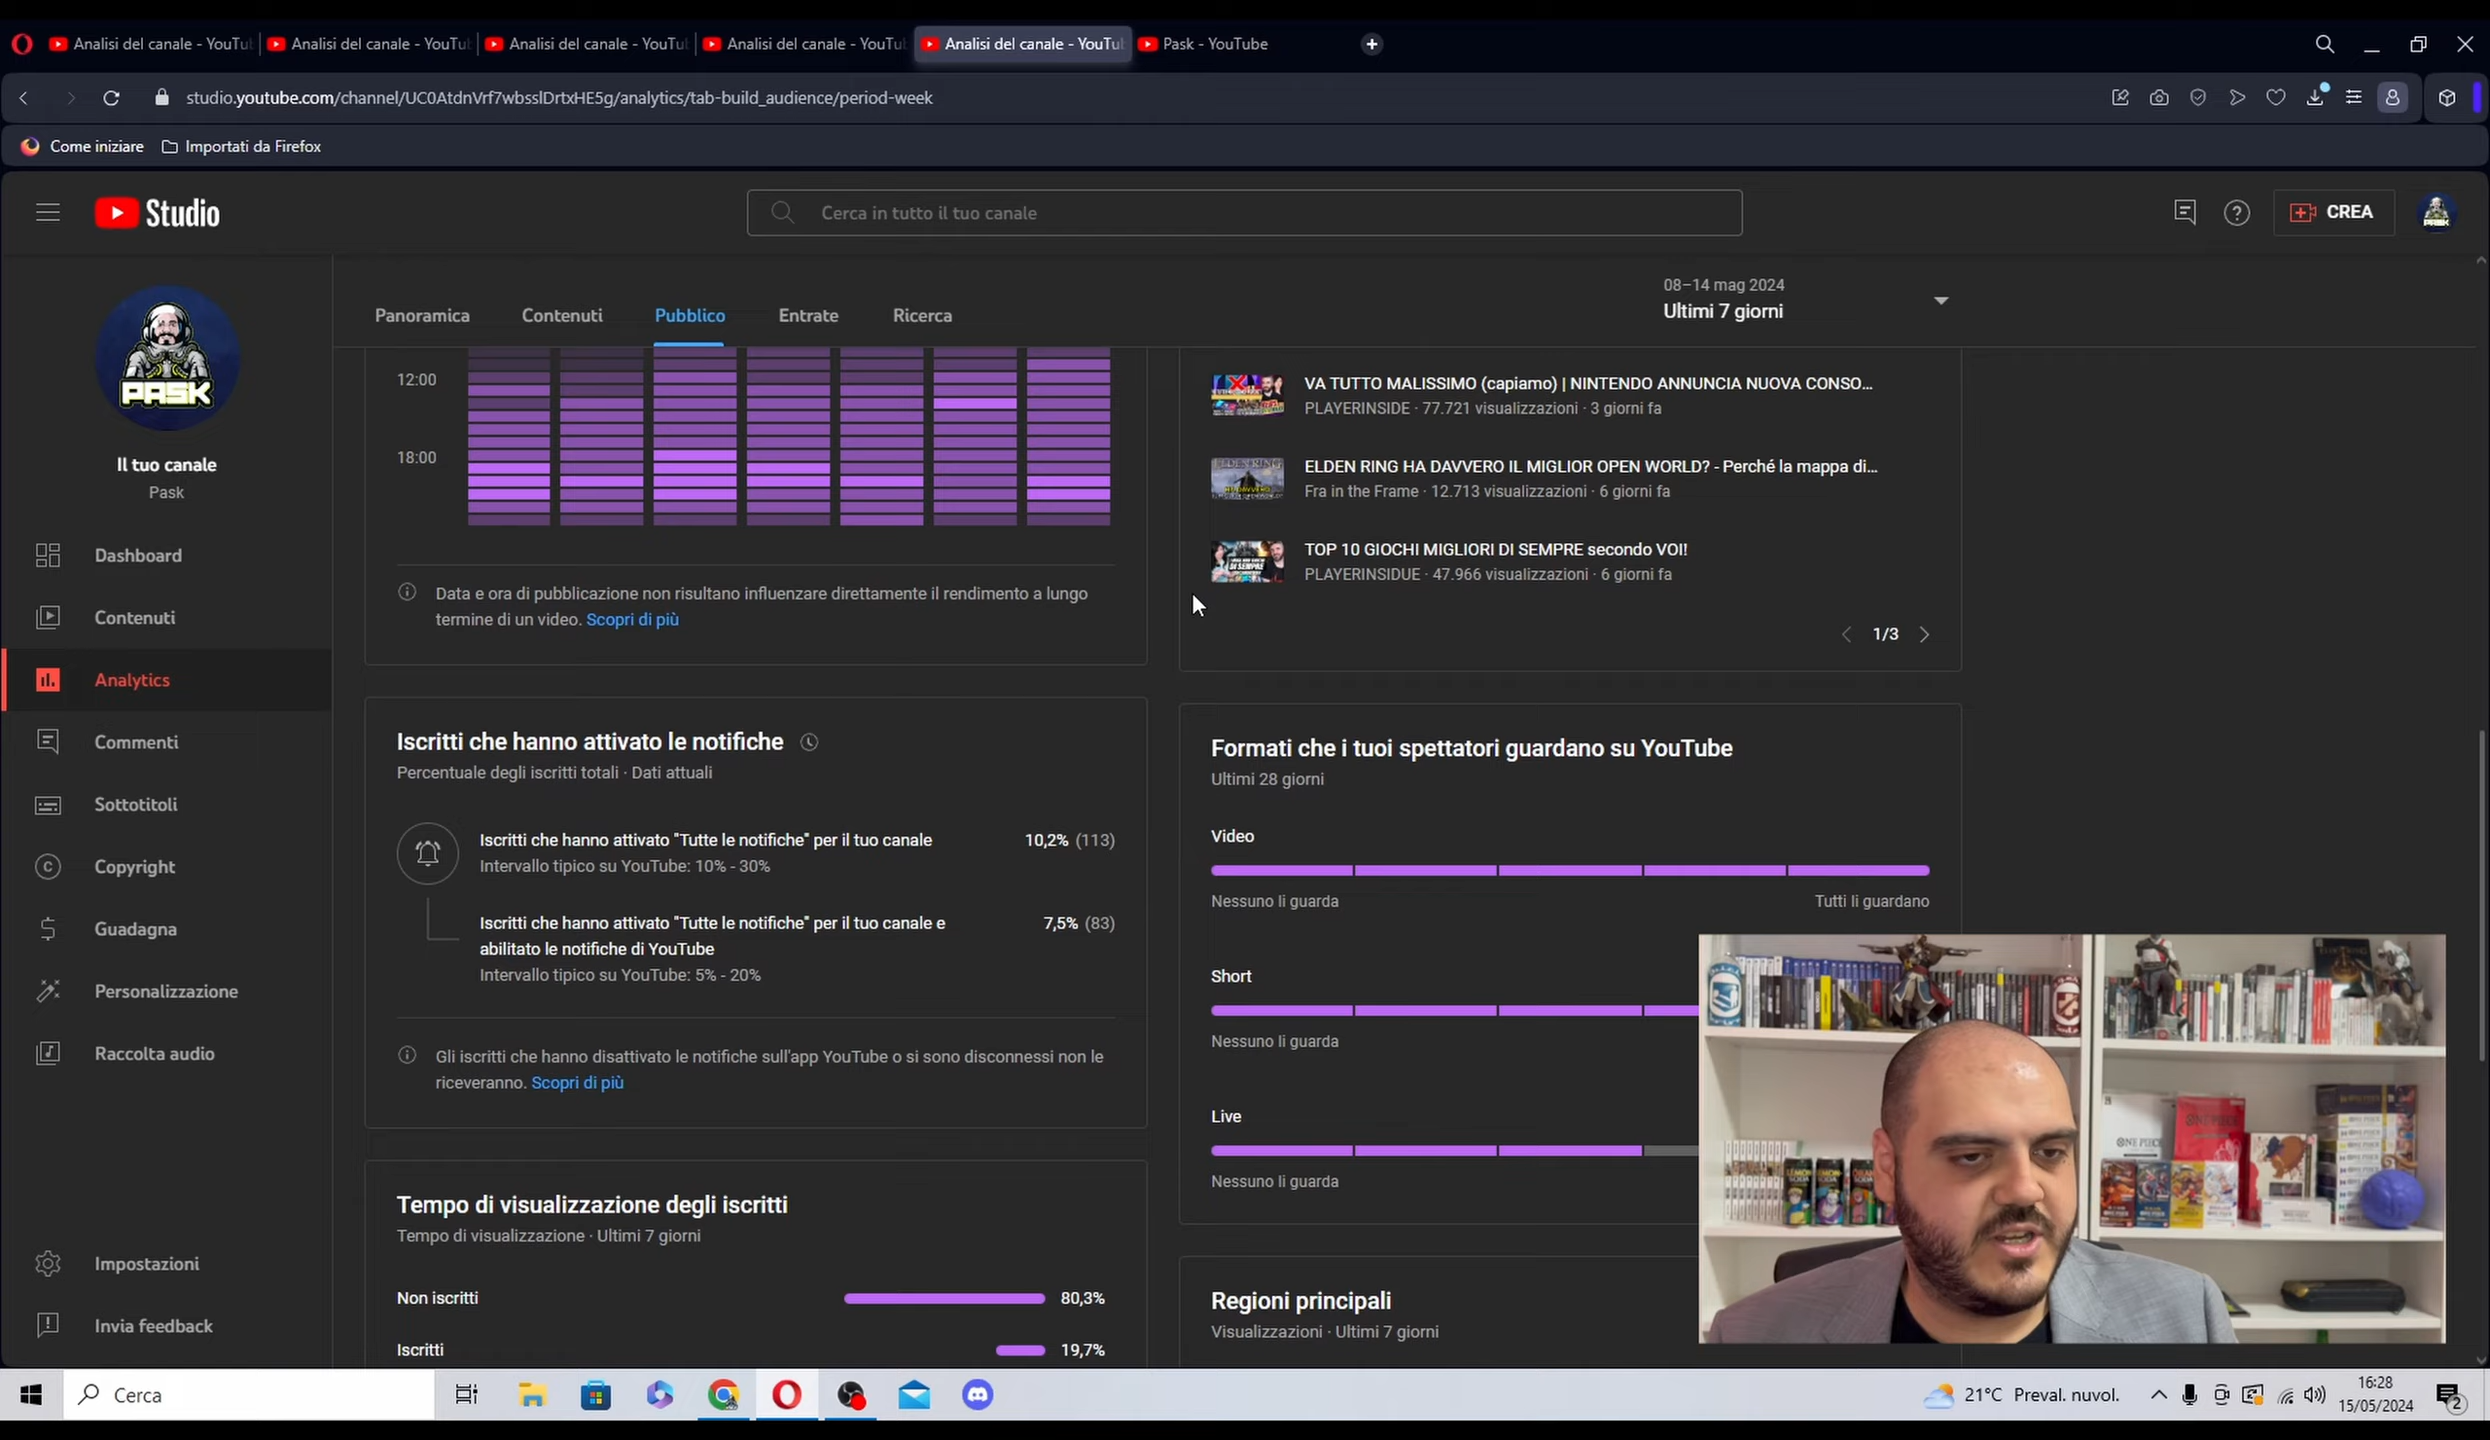 Analisi del canale - YouTu
Analisi del canale - YouTu
Analisi del canale - YouTu
Analisi del canale - YouTu
Analisi del canale - YouTu
Pask - YouTube
studio.youtube.com/channel/UC0AtdnVrf7wbsslDrtxHE5g/analytics/tab-build_audience/period-week
Come iniziare
Importati da Firefox
Studio
Cerca in tutto il tuo canale
CREA
PASK
Il tuo canale
Pask
Dashboard
Contenuti
Analytics
Commenti
Sottotitoli
Copyright
Guadagna
Personalizzazione
Raccolta audio
Impostazioni
Invia feedback
Panoramica
Contenuti
Pubblico
Entrate
Ricerca
08–14 mag 2024
Ultimi 7 giorni
12:00
18:00
Data e ora di pubblicazione non risultano influenzare direttamente il rendimento a lungo
termine di un video. Scopri di più
VA TUTTO MALISSIMO (capiamo) | NINTENDO ANNUNCIA NUOVA CONSO...
PLAYERINSIDE · 77.721 visualizzazioni · 3 giorni fa
ELDEN RING HA DAVVERO IL MIGLIOR OPEN WORLD? - Perché la mappa di...
Fra in the Frame · 12.713 visualizzazioni · 6 giorni fa
TOP 10 GIOCHI MIGLIORI DI SEMPRE secondo VOI!
PLAYERINSIDUE · 47.966 visualizzazioni · 6 giorni fa
1/3
Iscritti che hanno attivato le notifiche
Percentuale degli iscritti totali · Dati attuali
Iscritti che hanno attivato "Tutte le notifiche" per il tuo canale
10,2% (113)
Intervallo tipico su YouTube: 10% - 30%
Iscritti che hanno attivato "Tutte le notifiche" per il tuo canale e
abilitato le notifiche di YouTube
7,5% (83)
Intervallo tipico su YouTube: 5% - 20%
Gli iscritti che hanno disattivato le notifiche sull'app YouTube o si sono disconnessi non le
riceveranno. Scopri di più
Tempo di visualizzazione degli iscritti
Tempo di visualizzazione · Ultimi 7 giorni
Non iscritti
80,3%
Iscritti
19,7%
Formati che i tuoi spettatori guardano su YouTube
Ultimi 28 giorni
Video
Nessuno li guarda
Tutti li guardano
Short
Nessuno li guarda
Live
Nessuno li guarda
Regioni principali
Visualizzazioni · Ultimi 7 giorni
Cerca
21°C Preval. nuvol.
16:28
15/05/2024
2